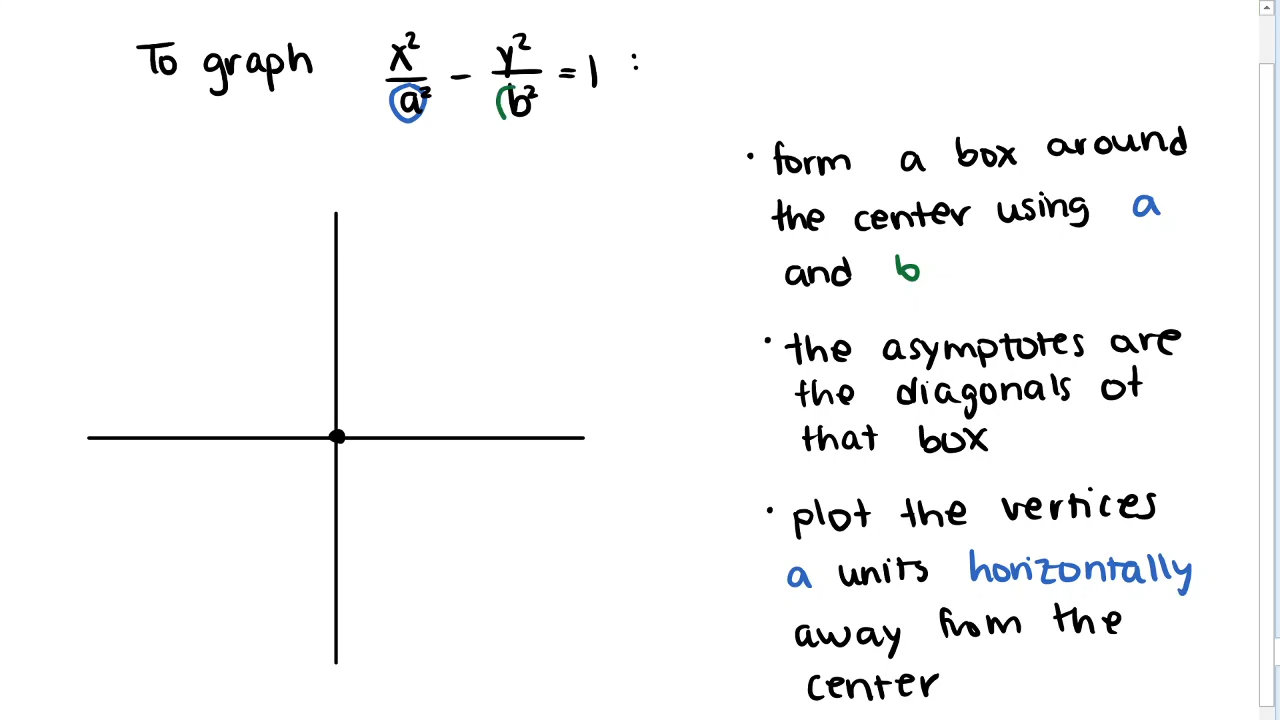 To graph x²/a² - y²/b² = 1 :
• form a box around
the center using a
and b
• the asymptotes are
the diagonals of
that box
• plot the vertices
a units horizontally
away from the
center